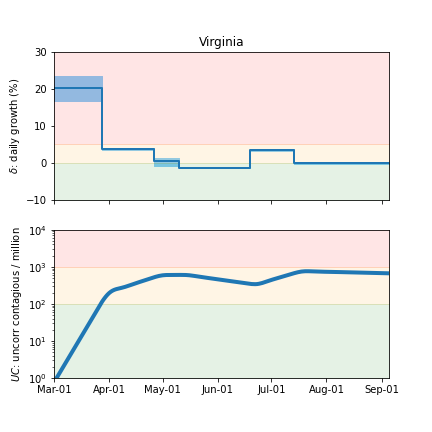 Virginia
δ: daily growth (%)
30
20
10
0
−10
UC: uncorr contagious / million
10⁴
10³
10²
10¹
10⁰
Mar-01 Apr-01 May-01 Jun-01 Jul-01 Aug-01 Sep-01